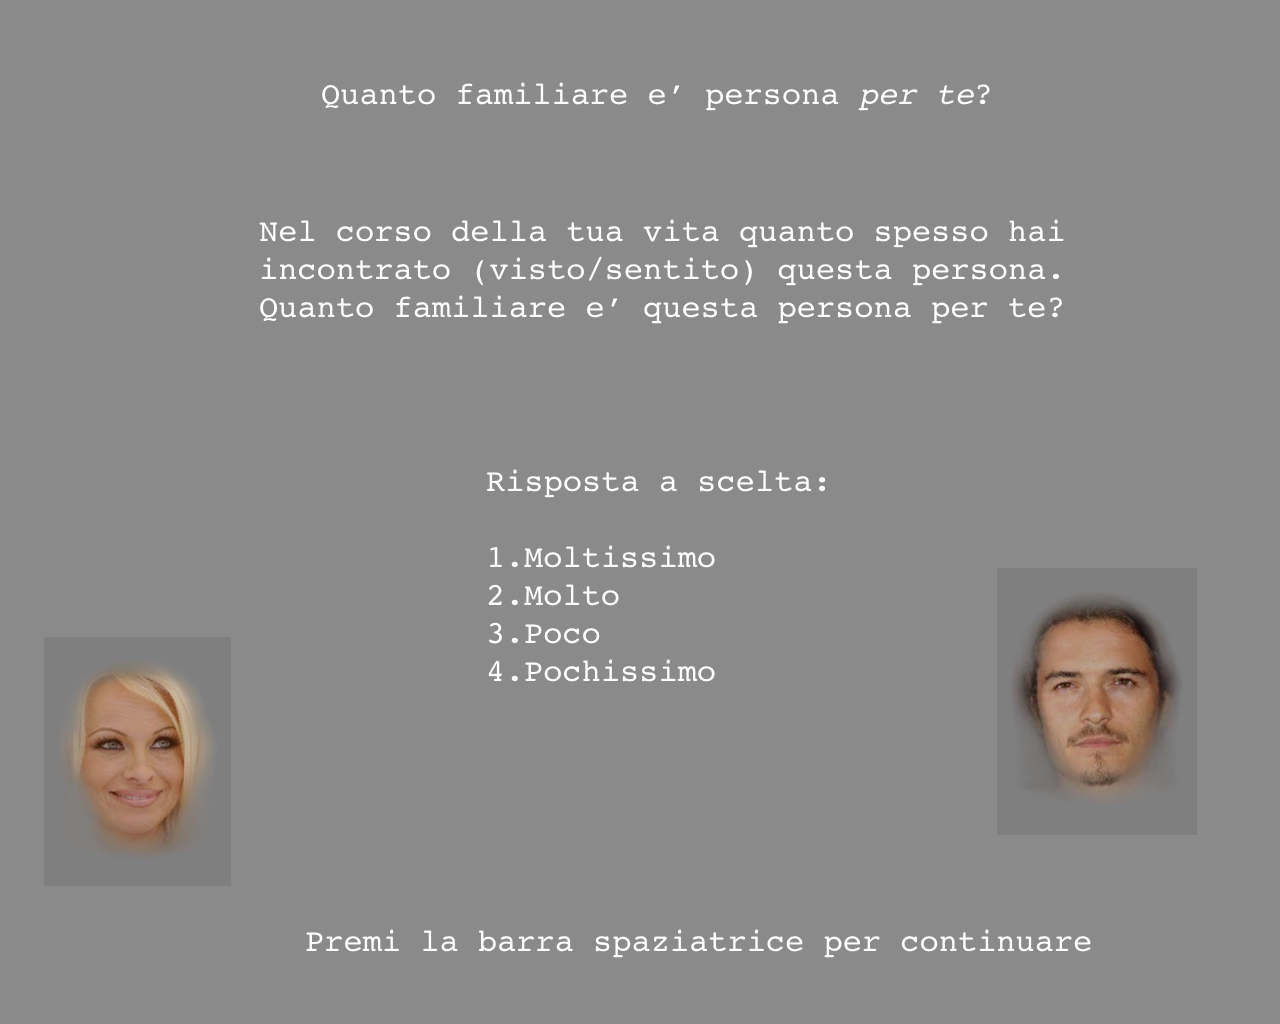 Quanto familiare e’ persona per te?
Nel corso della tua vita quanto spesso hai
incontrato (visto/sentito) questa persona.
Quanto familiare e’ questa persona per te?
Risposta a scelta:
1.Moltissimo
2.Molto
3.Poco
4.Pochissimo
Premi la barra spaziatrice per continuare